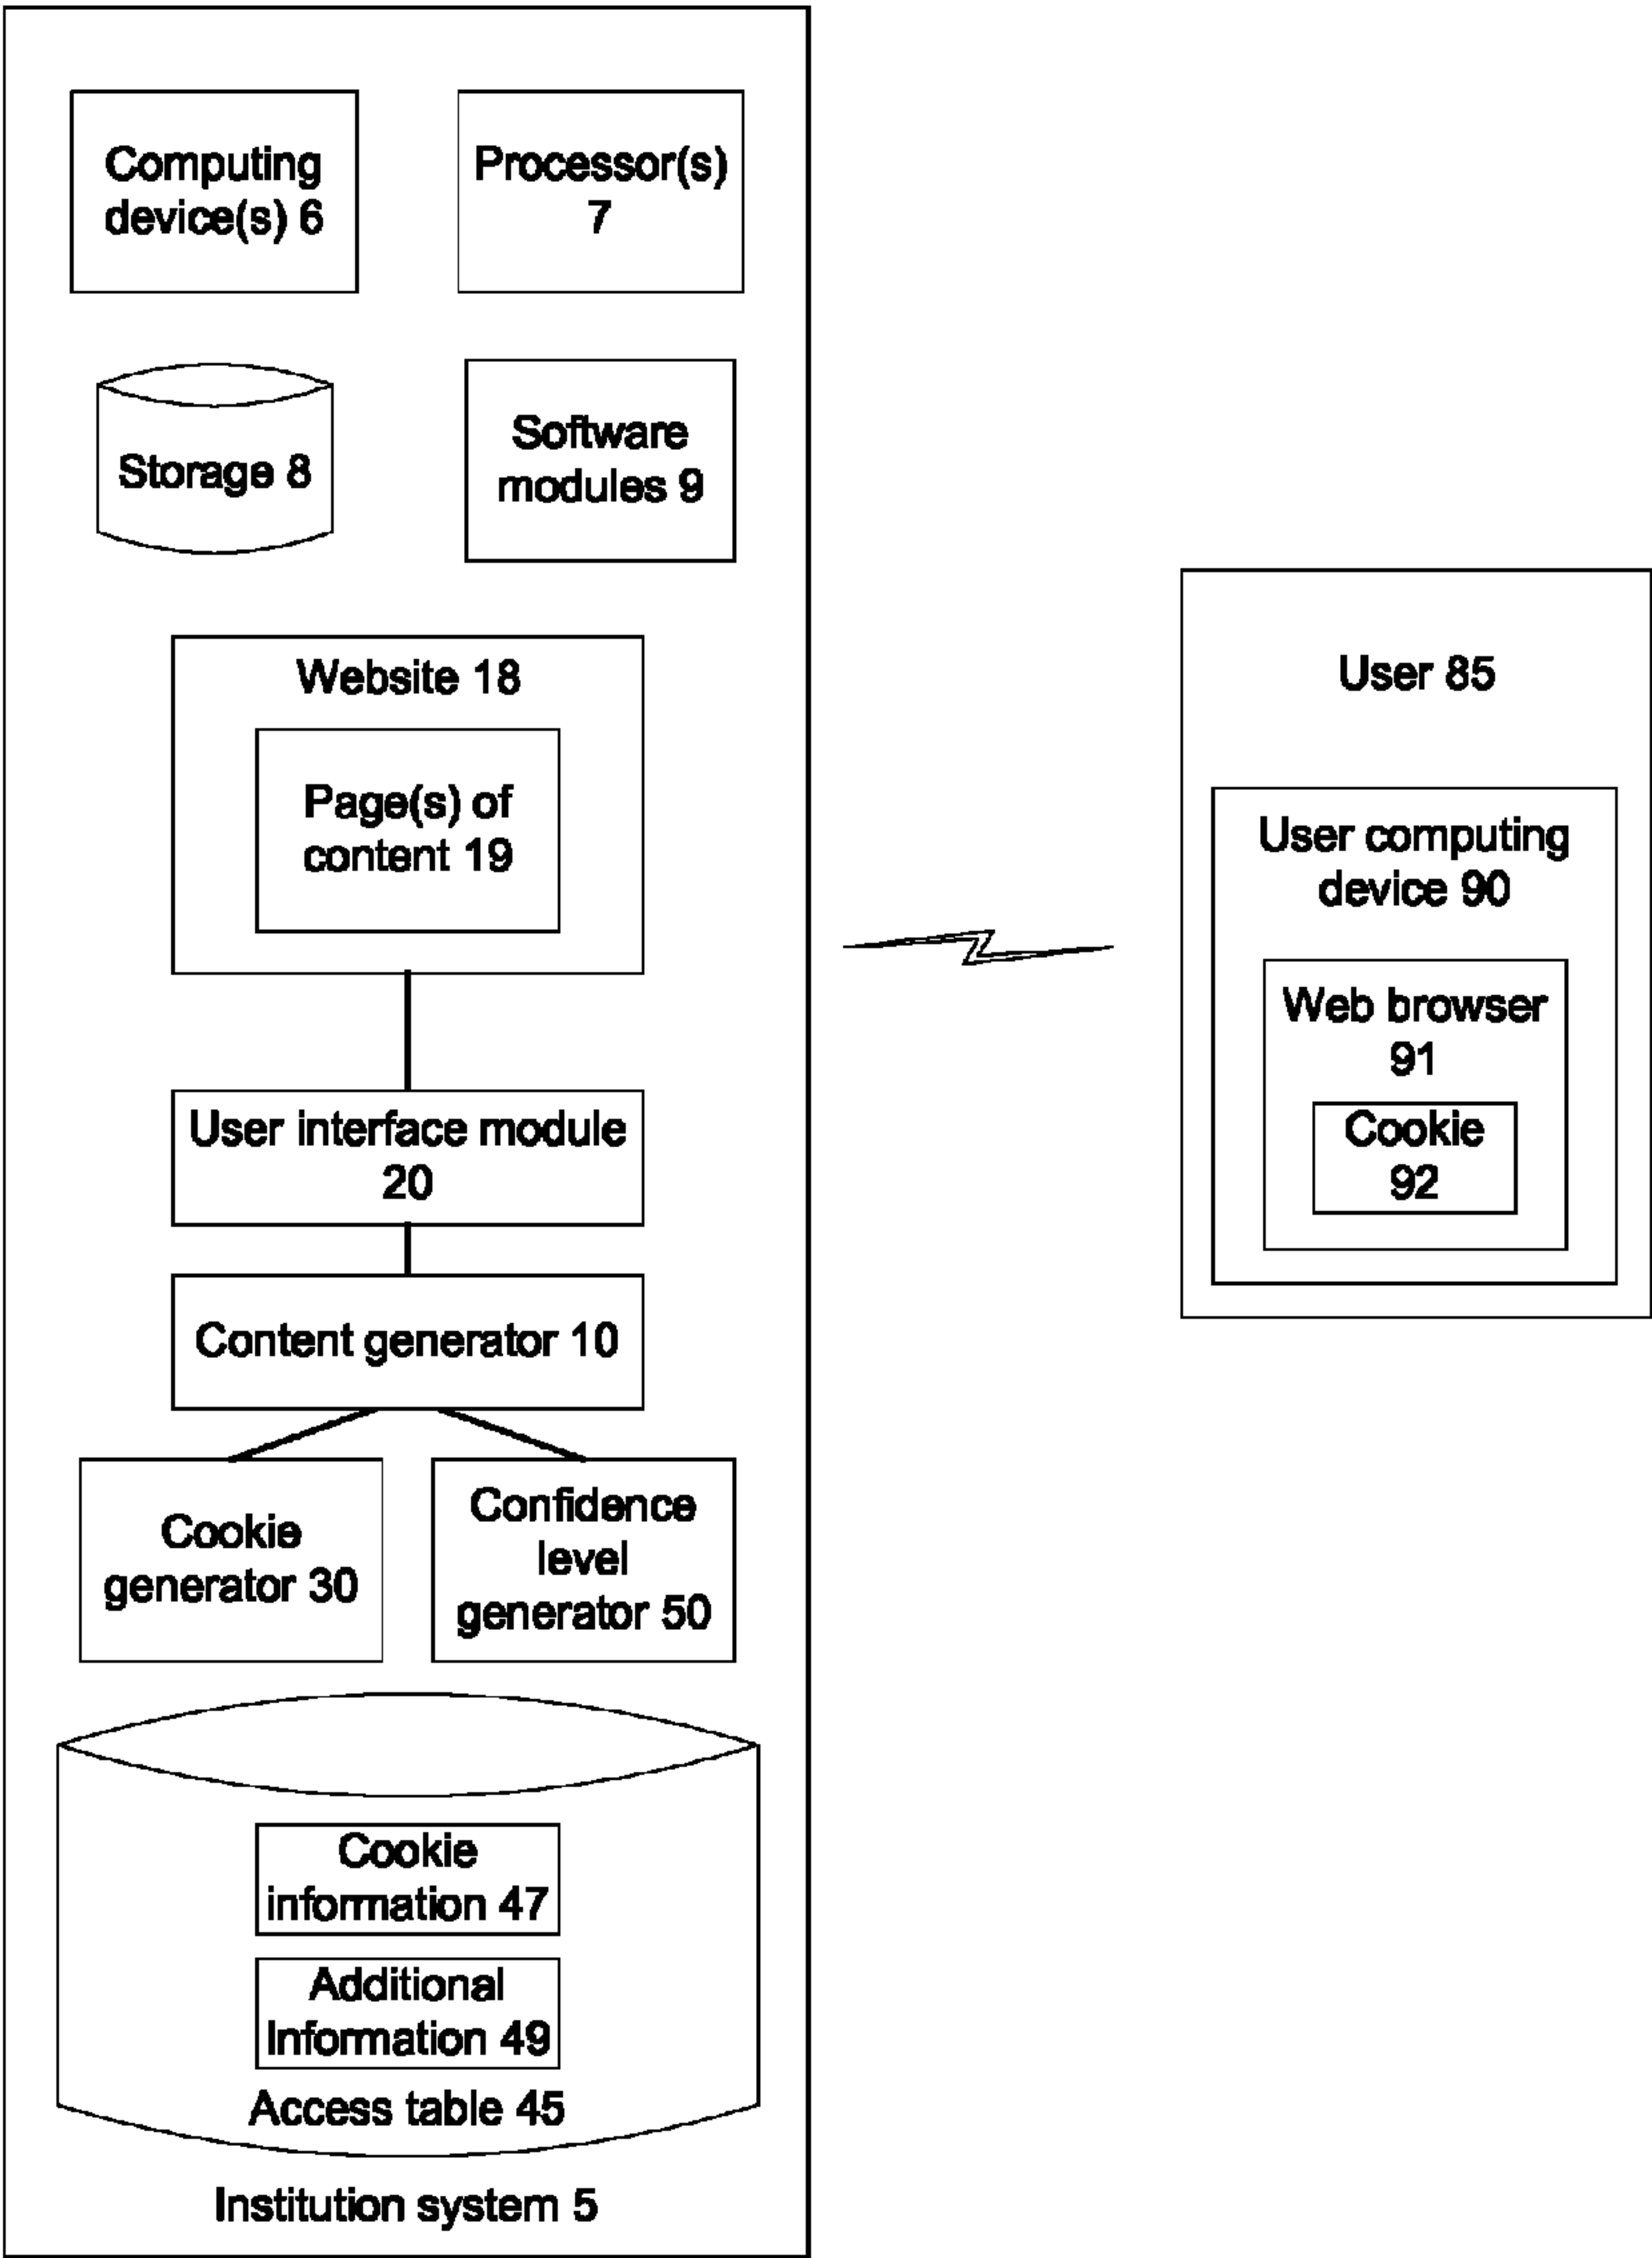 Computing
device(s) 6
Processor(s)
7
Storage 8
Software
modules 9
Website 18
Page(s) of
content 19
User interface module
20
Content generator 10
Cookie
generator 30
Confidence
level
generator 50
Cookie
information 47
Additional
Information 49
Access table 45
Institution system 5
User 85
User computing
device 90
Web browser
91
Cookie
92